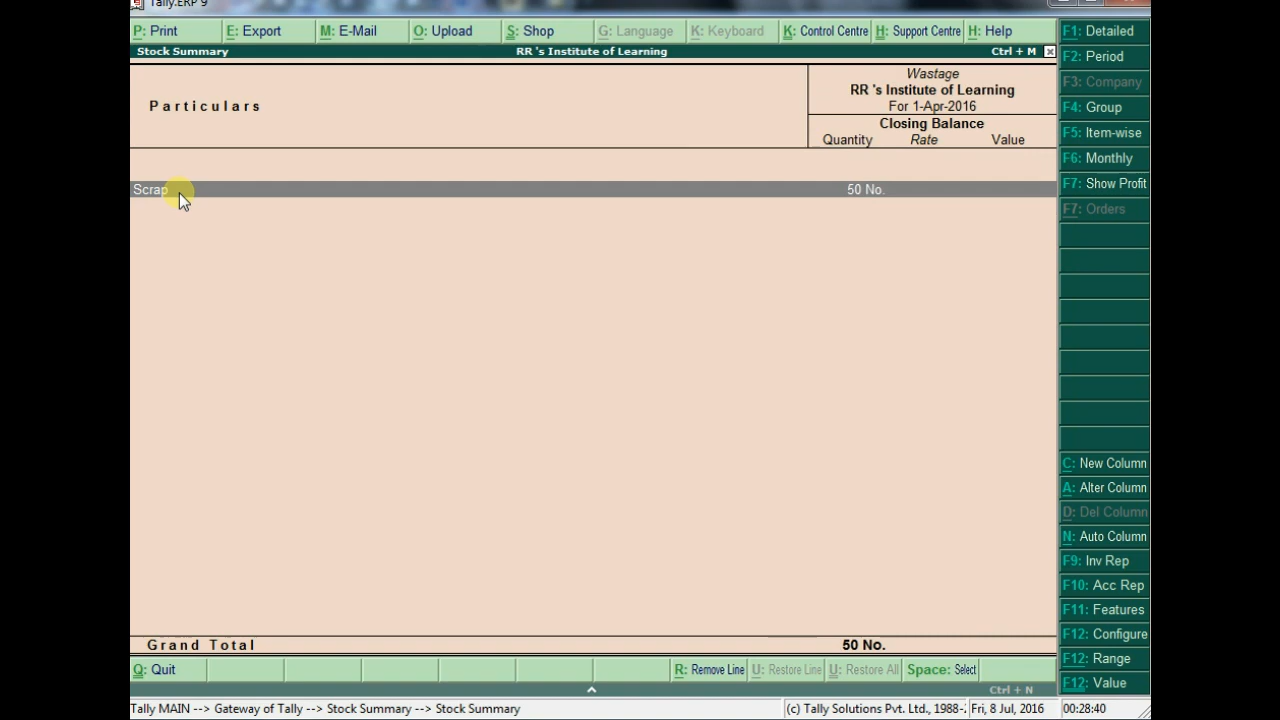 Tally.ERP 9
P: Print E: Export M: E-Mail O: Upload S: Shop G: Language K: Keyboard K: Control Centre H: Support Centre H: Help
Stock Summary RR 's Institute of Learning Ctrl + M
Particulars
Wastage
RR 's Institute of Learning
For 1-Apr-2016
Closing Balance
Quantity Rate Value
Scrap 50 No.
Grand Total 50 No.
Q: Quit R: Remove Line U: Restore Line U: Restore All Space: Select
Ctrl + N
Tally MAIN --> Gateway of Tally --> Stock Summary --> Stock Summary (c) Tally Solutions Pvt. Ltd., 1988-2 Fri, 8 Jul, 2016 00:28:40
F1: Detailed
F2: Period
F3: Company
F4: Group
F5: Item-wise
F6: Monthly
F7: Show Profit
F7: Orders
C: New Column
A: Alter Column
D: Del Column
N: Auto Column
F9: Inv Rep
F10: Acc Rep
F11: Features
F12: Configure
F12: Range
F12: Value